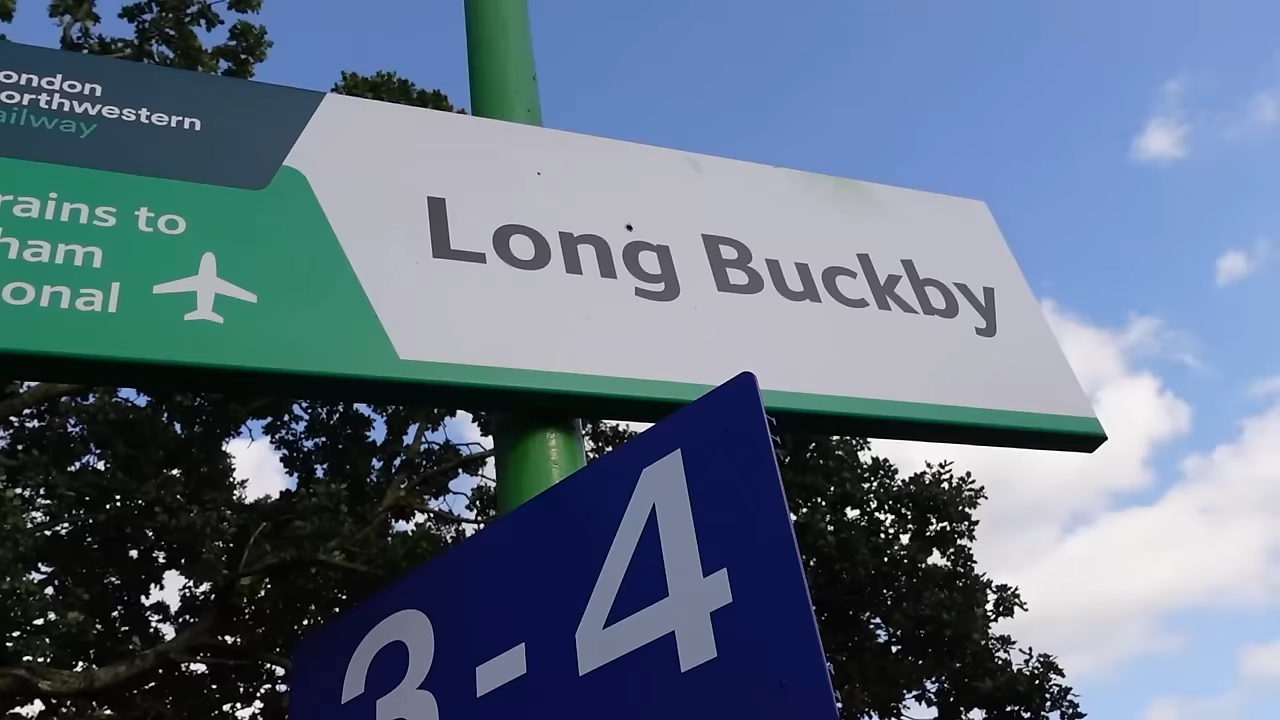 ondon
orthwestern
ailway
rains to
ham
onal
Long Buckby
3-4